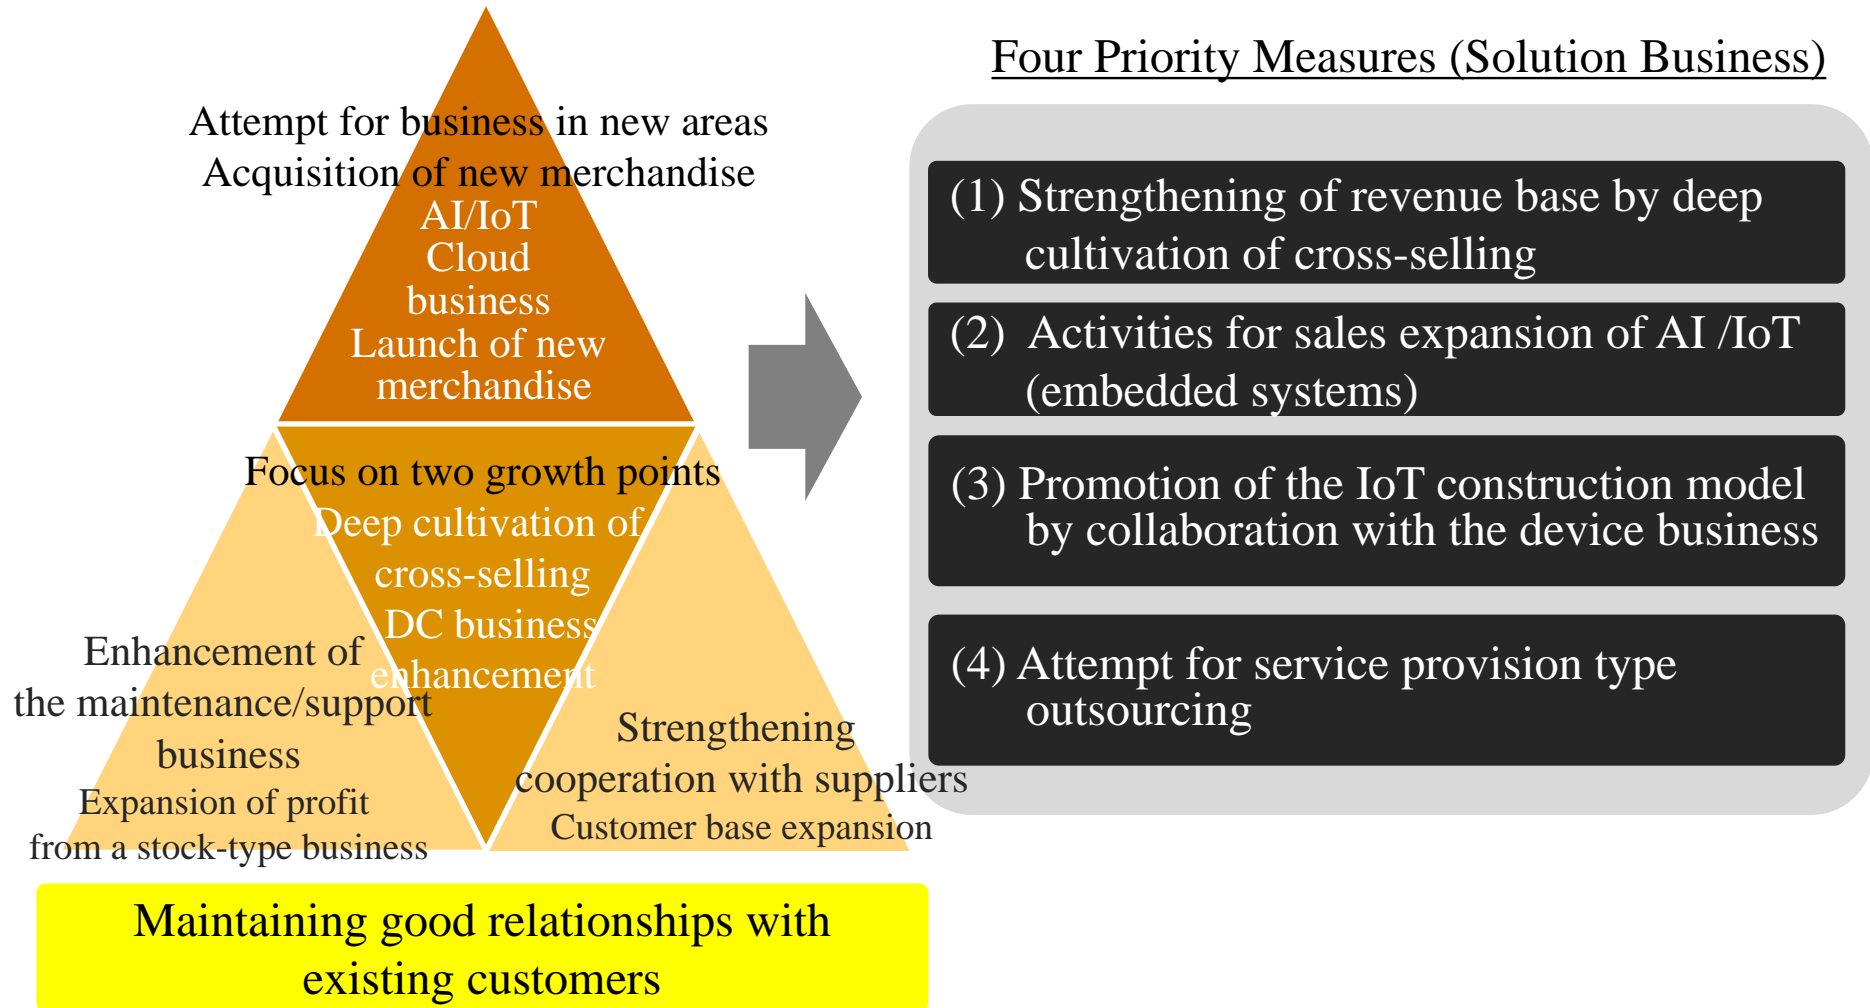 Attempt for business in new areas
Acquisition of new merchandise
AI/IoT
Cloud
business
Launch of new
merchandise
Focus on two growth points
Deep cultivation of
cross-selling
DC business
enhancement
Enhancement of
the maintenance/support
business
Expansion of profit
from a stock-type business
Strengthening
cooperation with suppliers
Customer base expansion
Maintaining good relationships with
existing customers
Four Priority Measures (Solution Business)
(1) Strengthening of revenue base by deep
cultivation of cross-selling
(2) Activities for sales expansion of AI /IoT
(embedded systems)
(3) Promotion of the IoT construction model
by collaboration with the device business
(4) Attempt for service provision type
outsourcing